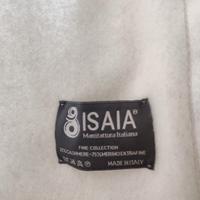 ISAIA®
Manifattura Italiana
FINE COLLECTION
MADE IN ITALY